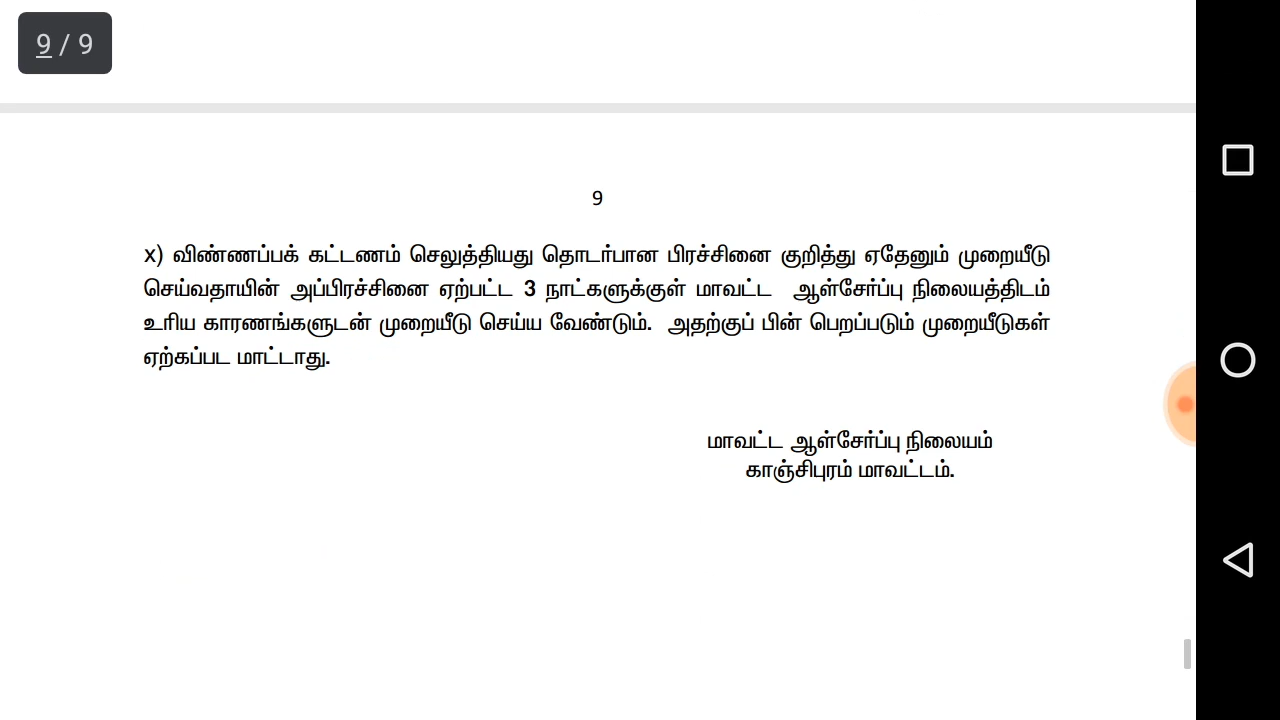 9 / 9
9
x) விண்ணப்பக் கட்டணம் செலுத்தியது தொடர்பான பிரச்சினை குறித்து ஏதேனும் முறையீடு
செய்வதாயின் அப்பிரச்சினை ஏற்பட்ட 3 நாட்களுக்குள் மாவட்ட ஆள்சேர்ப்பு நிலையத்திடம்
உரிய காரணங்களுடன் முறையீடு செய்ய வேண்டும். அதற்குப் பின் பெறப்படும் முறையீடுகள்
ஏற்கப்பட மாட்டாது.
மாவட்ட ஆள்சேர்ப்பு நிலையம்
காஞ்சிபுரம் மாவட்டம்.